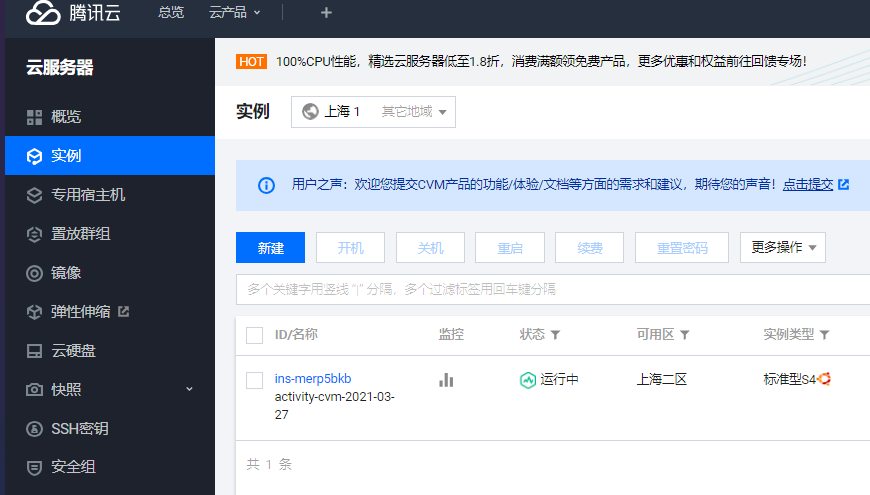 腾讯云 总览 云产品
云服务器
概览
实例
专用宿主机
置放群组
镜像
弹性伸缩
云硬盘
快照
SSH密钥
安全组
HOT 100%CPU性能，精选云服务器低至1.8折，消费满额领免费产品，更多优惠和权益前往回馈专场！
实例 上海 1 其它地域
用户之声：欢迎您提交CVM产品的功能/体验/文档等方面的需求和建议，期待您的声音！点击提交
新建 开机 关机 重启 续费 重置密码 更多操作
多个关键字用竖线 "|" 分隔，多个过滤标签用回车键分隔
ID/名称 监控 状态 可用区 实例类型
ins-merp5bkb 运行中 上海二区 标准型S4
activity-cvm-2021-03-
27
共 1 条